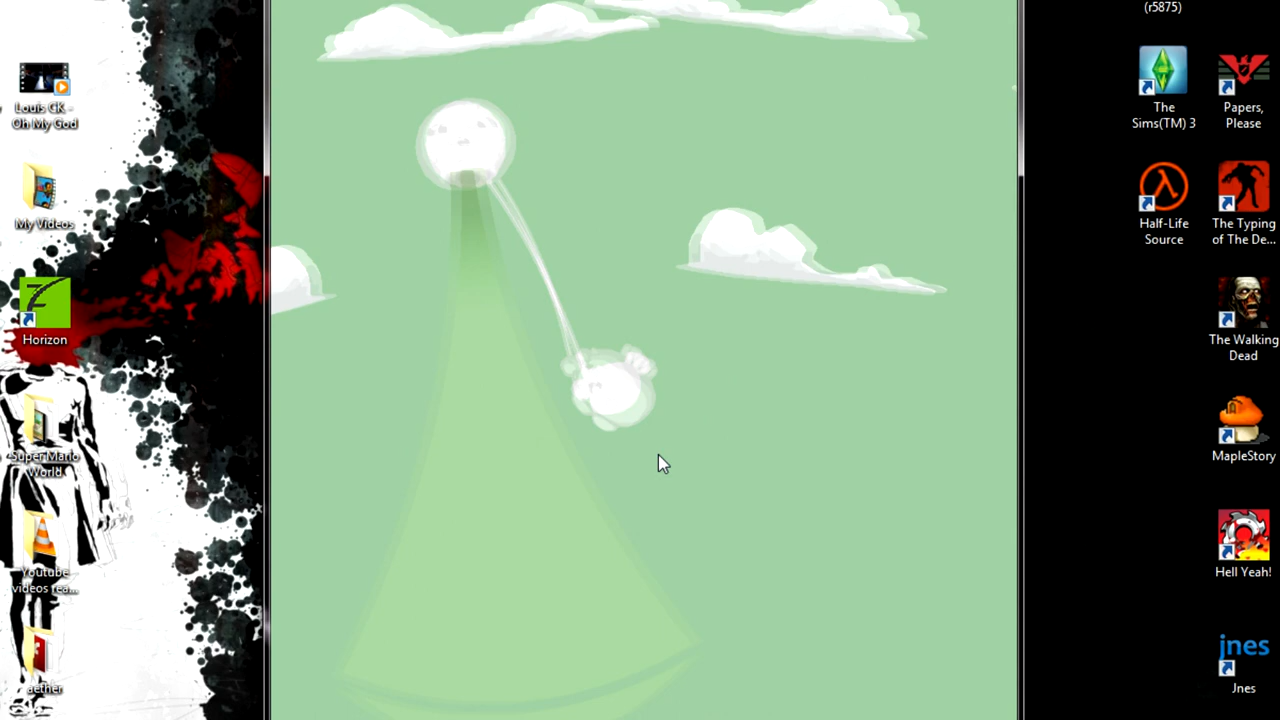 Louis CK -
Oh My God
My Videos
Horizon
Super Mario
World
Youtube
videos rea...
aether
(r5875)
The
Sims(TM) 3
Papers,
Please
Half-Life
Source
The Typing
of The De...
The Walking
Dead
MapleStory
Hell Yeah!
jnes
Jnes